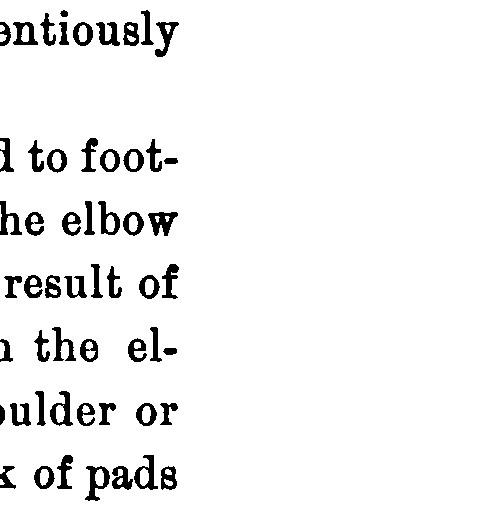 entiously
d to foot-
he elbow
result of
n the el-
oulder or
k of pads